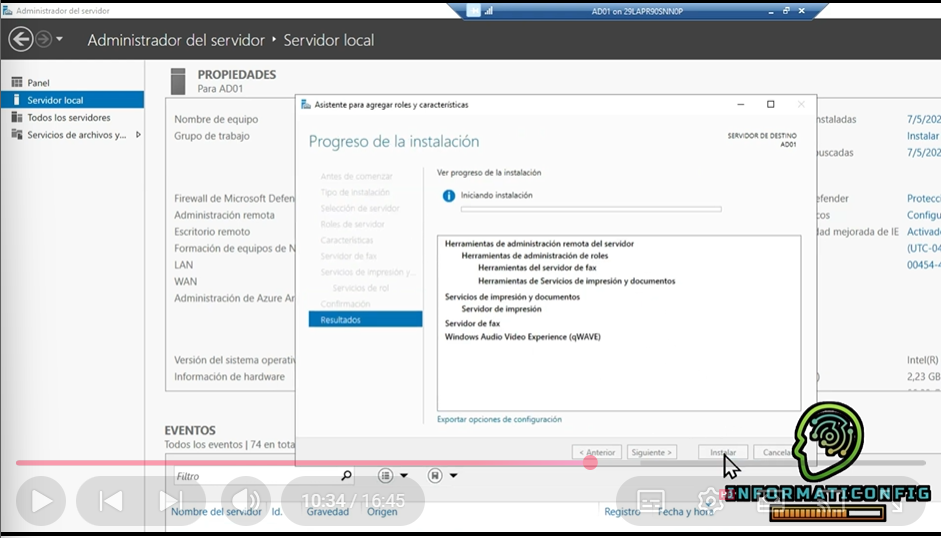 Administrador del servidor
AD01 on 29LAPR90SNN0P
Administrador del servidor ‣ Servidor local
Panel
Servidor local
Todos los servidores
Servicios de archivos y...
PROPIEDADES
Para AD01
Nombre de equipo
Grupo de trabajo
Firewall de Microsoft Defen
Administración remota
Escritorio remoto
Formación de equipos de N
LAN
WAN
Administración de Azure Ar
Versión del sistema operativ
Información de hardware
Asistente para agregar roles y características
Progreso de la instalación
SERVIDOR DE DESTINO
AD01
Antes de comenzar
Tipo de instalación
Selección de servidor
Roles de servidor
Características
Servidor de fax
Servicios de impresión y...
Servicios de rol
Confirmación
Resultados
Ver progreso de la instalación
Iniciando instalación
Herramientas de administración remota del servidor
Herramientas de administración de roles
Herramientas del servidor de fax
Herramientas de Servicios de impresión y documentos
Servicios de impresión y documentos
Servidor de impresión
Servidor de fax
Windows Audio Video Experience (qWAVE)
Exportar opciones de configuración
< Anterior
Siguiente >
Instalar
Cancela
nstaladas
7/5/202
Instalar
buscadas
7/5/202
efender
Protecci
cos
Configu
dad mejorada de IE
Activado
(UTC-04
00454-4
Intel(R)
2,23 GB
EVENTOS
Todos los eventos | 74 en tota
Filtro
10:34 / 16:45
Nombre del servidor
Id.
Gravedad
Origen
Registro
Fecha y hora
INFORMATICONFIG